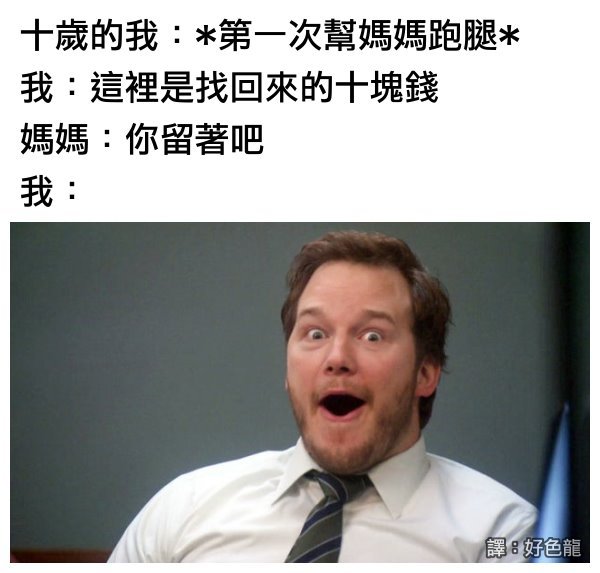 十歲的我：*第一次幫媽媽跑腿*
我：這裡是找回來的十塊錢
媽媽：你留著吧
我：
譯：好色龍